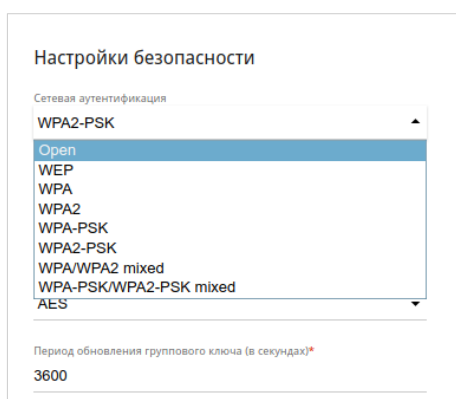 Настройки безопасности
Сетевая аутентификация
WPA2-PSK
Open
WEP
WPA
WPA2
WPA-PSK
WPA2-PSK
WPA/WPA2 mixed
WPA-PSK/WPA2-PSK mixed
AES
Период обновления группового ключа (в секундах)*
3600